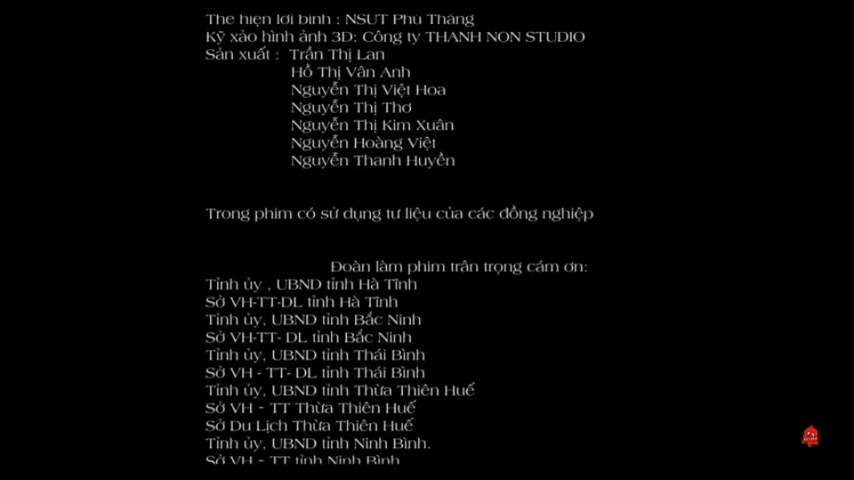 Thể hiện lời bình : NSƯT Phú Thăng
Kỹ xảo hình ảnh 3D: Công ty THANH NON STUDIO
Sản xuất : Trần Thị Lan
Hồ Thị Vân Anh
Nguyễn Thị Việt Hoa
Nguyễn Thị Thơ
Nguyễn Thị Kim Xuân
Nguyễn Hoàng Việt
Nguyễn Thanh Huyền
Trong phim có sử dụng tư liệu của các đồng nghiệp
Đoàn làm phim trân trọng cám ơn:
Tỉnh ủy , UBND tỉnh Hà Tĩnh
Sở VH-TT-DL tỉnh Hà Tĩnh
Tỉnh ủy, UBND tỉnh Bắc Ninh
Sở VH-TT- DL tỉnh Bắc Ninh
Tỉnh ủy, UBND tỉnh Thái Bình
Sở VH - TT- DL tỉnh Thái Bình
Tỉnh ủy, UBND tỉnh Thừa Thiên Huế
Sở VH – TT Thừa Thiên Huế
Sở Du Lịch Thừa Thiên Huế
Tỉnh ủy, UBND tỉnh Ninh Bình.
Sở VH – TT tỉnh Ninh Bình